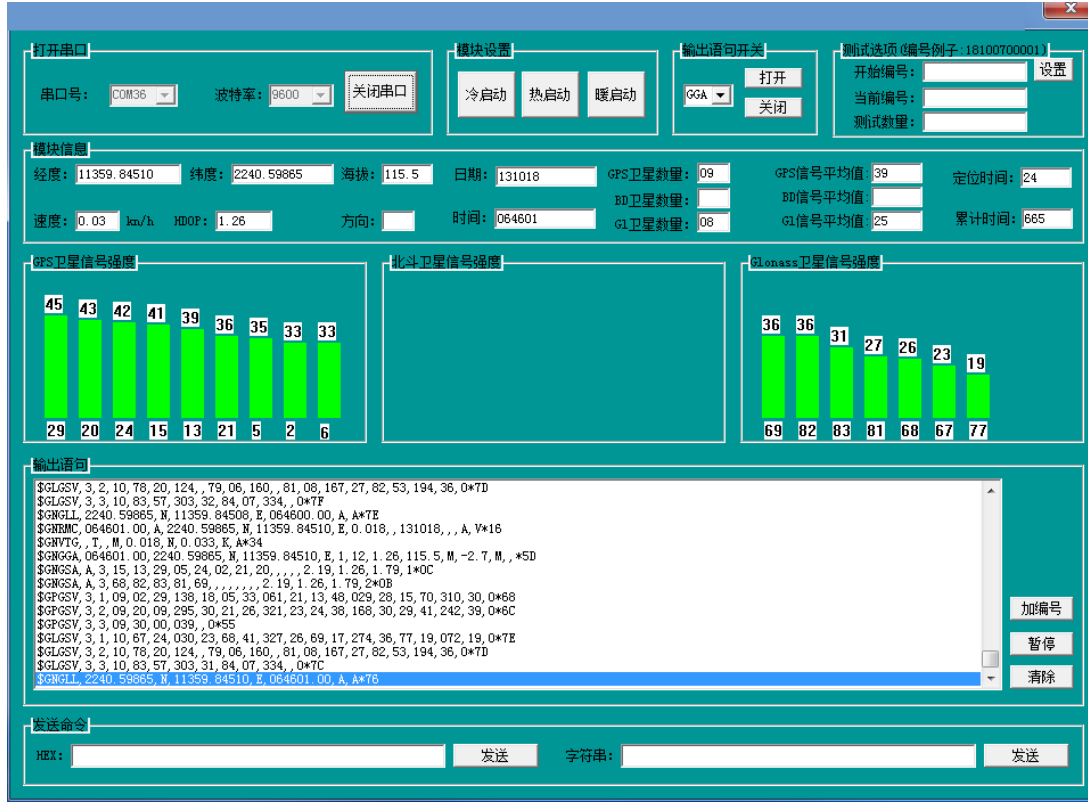 打开串口
串口号: COM36 波特率: 9600 关闭串口
模块设置
冷启动 热启动 暖启动
输出语句开关
GGA 打开
关闭
测试选项(编号例子:18100700001)
开始编号: 设置
当前编号:
测试数量:
模块信息
经度: 11359.84510 纬度: 2240.59865 海拔: 115.5 日期: 131018 GPS卫星数量: 09 GPS信号平均值: 39 定位时间: 24
BD卫星数量: BD信号平均值:
速度: 0.03 km/h HDOP: 1.26 方向: 时间: 064601 Gl卫星数量: 08 Gl信号平均值: 25 累计时间: 665
GPS卫星信号强度
45 43 42 41 39 36 35 33 33
29 20 24 15 13 21 5 2 6
北斗卫星信号强度
Glonass卫星信号强度
36 36 31 27 26 23 19
69 82 83 81 68 67 77
输出语句
$GLGSV,3,2,10,78,20,124,,79,06,160,,81,08,167,27,82,53,194,36,0*7D
$GLGSV,3,3,10,83,57,303,32,84,07,334,,0*7F
$GNGLL,2240.59865,N,11359.84508,E,064600.00,A,A*7E
$GNRMC,064601.00,A,2240.59865,N,11359.84510,E,0.018,,131018,,,A,V*16
$GNVTG,,T,,M,0.018,N,0.033,K,A*34
$GNGGA,064601.00,2240.59865,N,11359.84510,E,1,12,1.26,115.5,M,-2.7,M,,*5D
$GNGSA,A,3,15,13,29,05,24,02,21,20,,,,,2.19,1.26,1.79,1*0C
$GNGSA,A,3,68,82,83,81,69,,,,,,,,2.19,1.26,1.79,2*0B
$GPGSV,3,1,09,02,29,138,18,05,33,061,21,13,48,029,28,15,70,310,30,0*68
$GPGSV,3,2,09,20,09,295,30,21,26,321,23,24,38,168,30,29,41,242,39,0*6C
$GPGSV,3,3,09,30,00,039,,0*55
$GLGSV,3,1,10,67,24,030,23,68,41,327,26,69,17,274,36,77,19,072,19,0*7E
$GLGSV,3,2,10,78,20,124,,79,06,160,,81,08,167,27,82,53,194,36,0*7D
$GLGSV,3,3,10,83,57,303,31,84,07,334,,0*7C
$GNGLL,2240.59865,N,11359.84510,E,064601.00,A,A*76
加编号
暂停
清除
发送命令
HEX: 发送 字符串: 发送